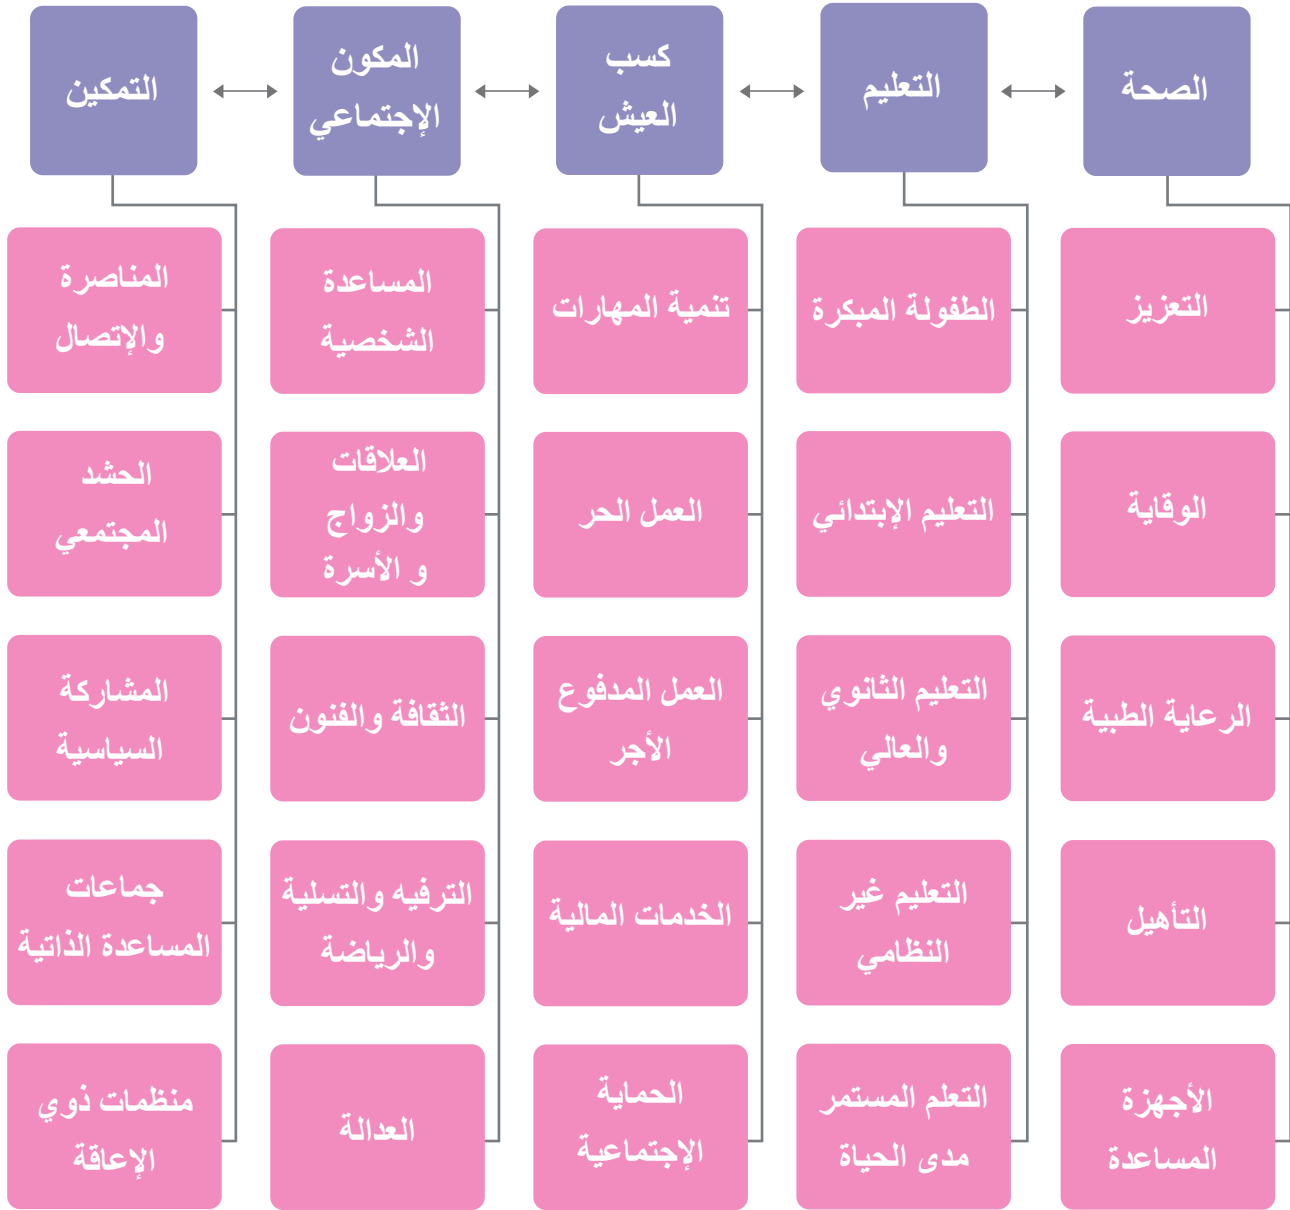 الصحة
التعليم
كسب
العيش
المكون
الإجتماعي
التمكين
التعزيز
الوقاية
الرعاية الطبية
التأهيل
الأجهزة
المساعدة
الطفولة المبكرة
التعليم الإبتدائي
التعليم الثانوي
والعالي
التعليم غير
النظامي
التعلم المستمر
مدى الحياة
تنمية المهارات
العمل الحر
العمل المدفوع
الأجر
الخدمات المالية
الحماية
الإجتماعية
المساعدة
الشخصية
العلاقات
والزواج
و الأسرة
الثقافة والفنون
الترفيه والتسلية
والرياضة
العدالة
المناصرة
والإتصال
الحشد
المجتمعي
المشاركة
السياسية
جماعات
المساعدة الذاتية
منظمات ذوي
الإعاقة